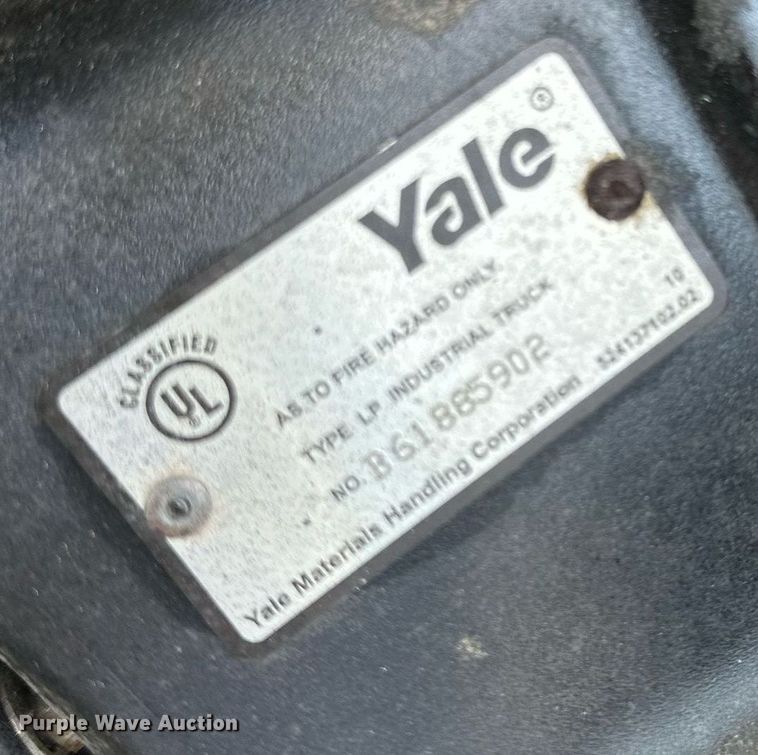 Yale ®
CLASSIFIED
UL ®
AS TO FIRE HAZARD ONLY
TYPE LP INDUSTRIAL TRUCK
NO. B61885902
10
Yale Materials Handling Corporation 524137102.02
Purple Wave Auction